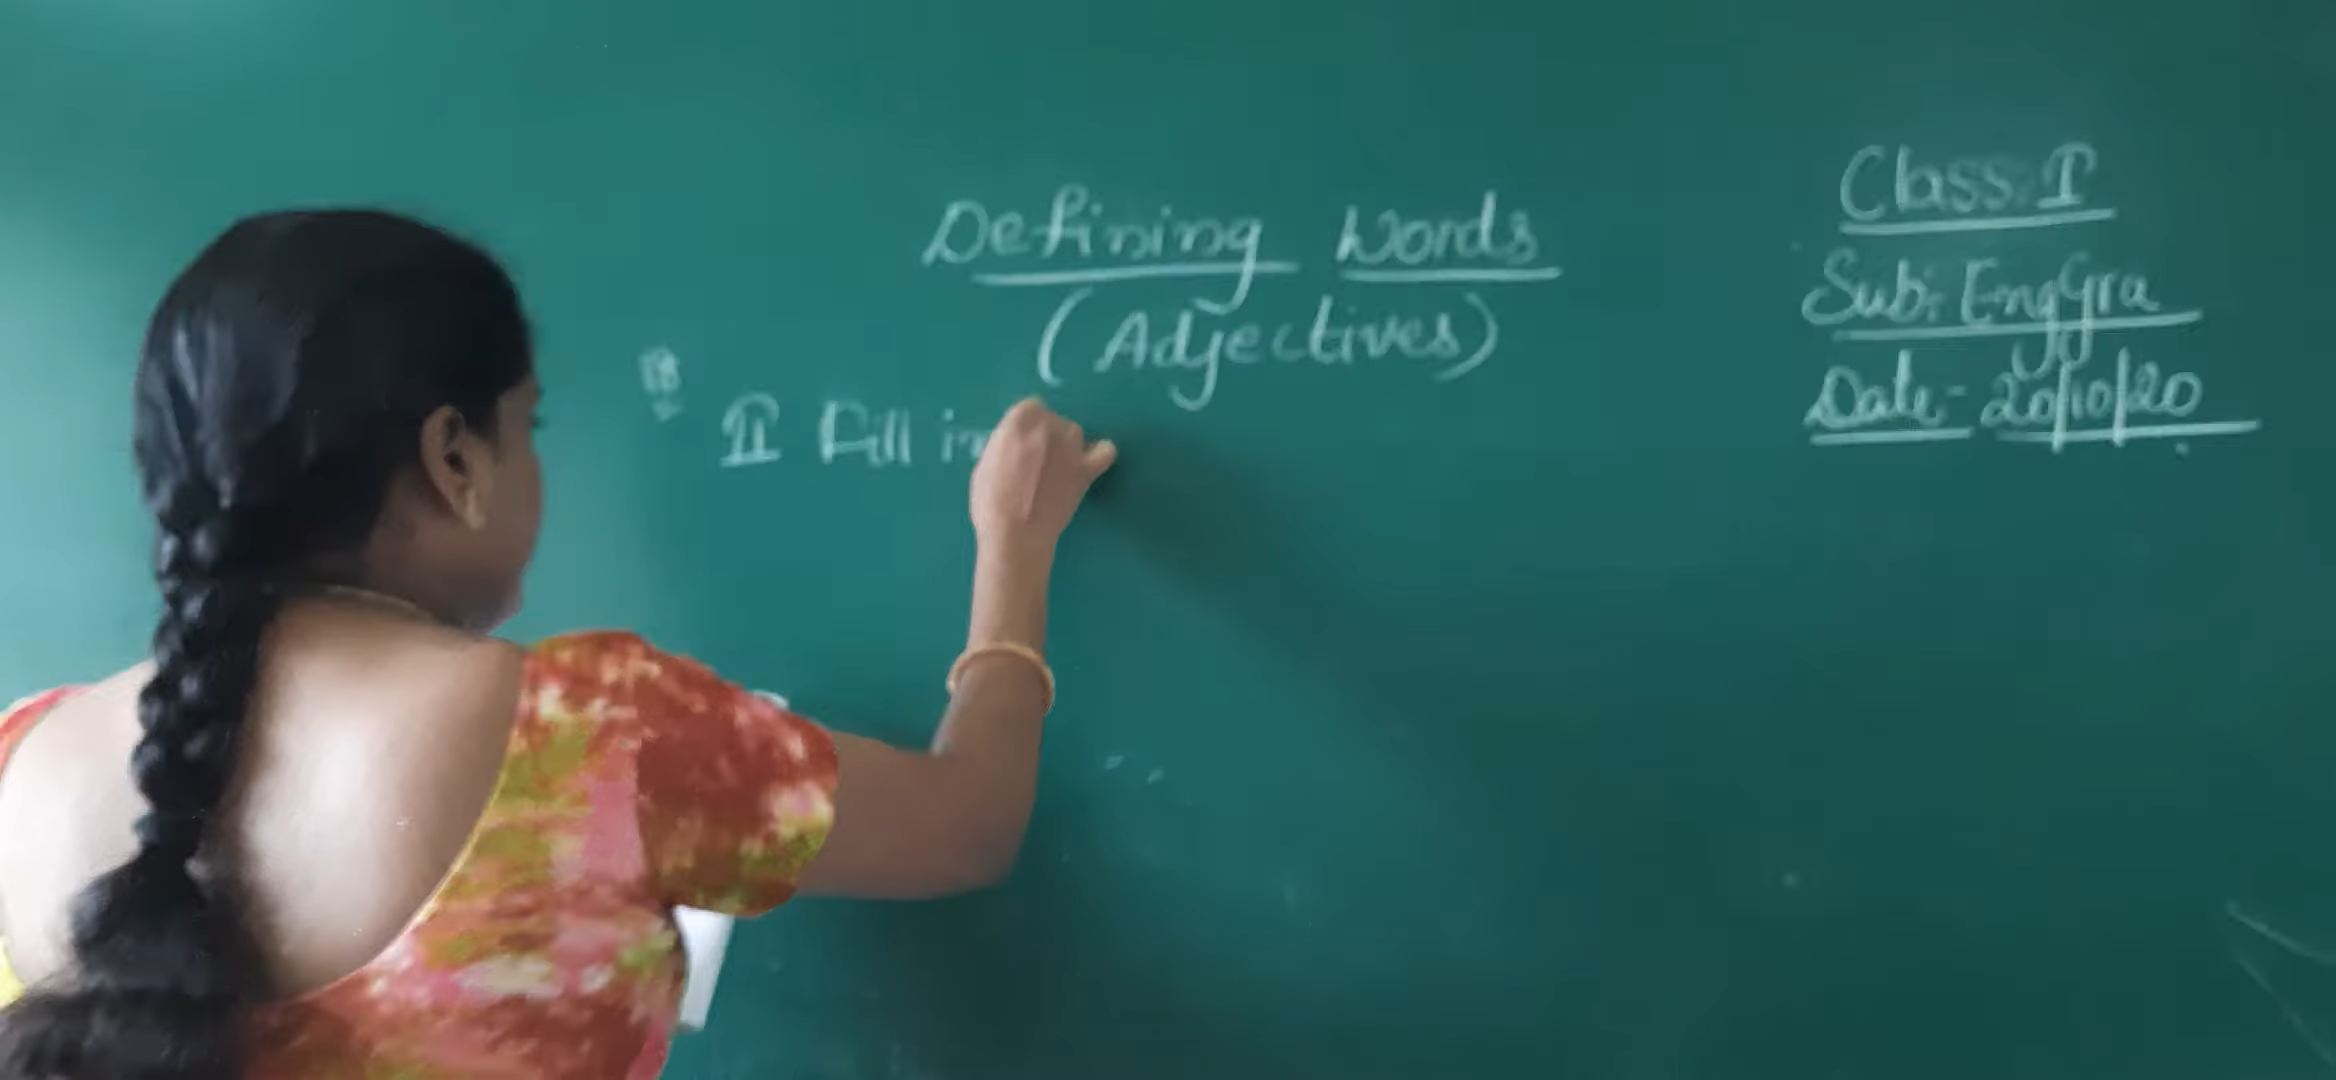 Defining Words
(Adjectives)
II Fill in
Class: I
Sub: Eng Gra
Date- 20/10/20